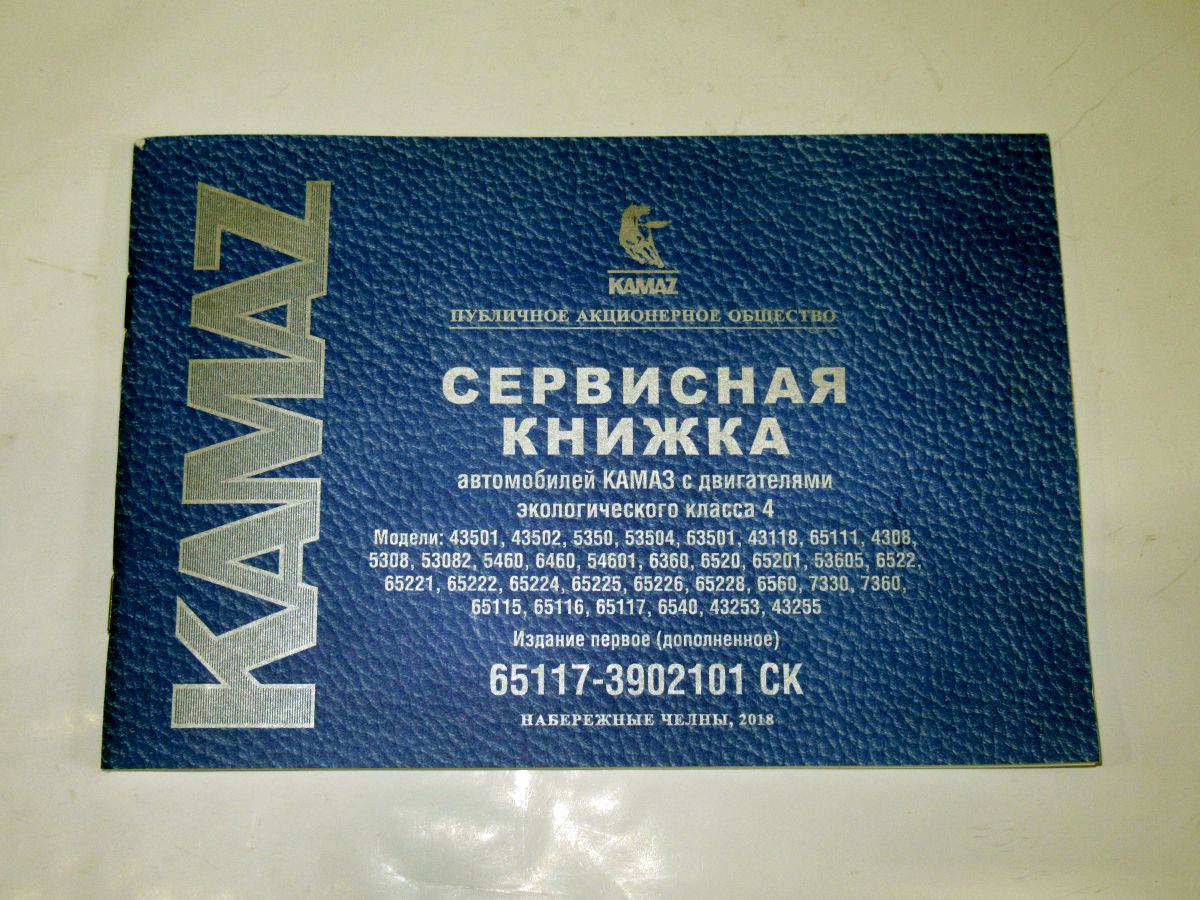 KAMAZ
KAMAZ
ПУБЛИЧНОЕ АКЦИОНЕРНОЕ ОБЩЕСТВО
СЕРВИСНАЯ
КНИЖКА
автомобилей КАМАЗ с двигателями
экологического класса 4
Модели: 43501, 43502, 5350, 53504, 63501, 43118, 65111, 4308,
5308, 53082, 5460, 6460, 54601, 6360, 6520, 65201, 53605, 6522,
65221, 65222, 65224, 65225, 65226, 65228, 6560, 7330, 7360,
65115, 65116, 65117, 6540, 43253, 43255
Издание первое (дополненное)
65117-3902101 СК
НАБЕРЕЖНЫЕ ЧЕЛНЫ, 2018